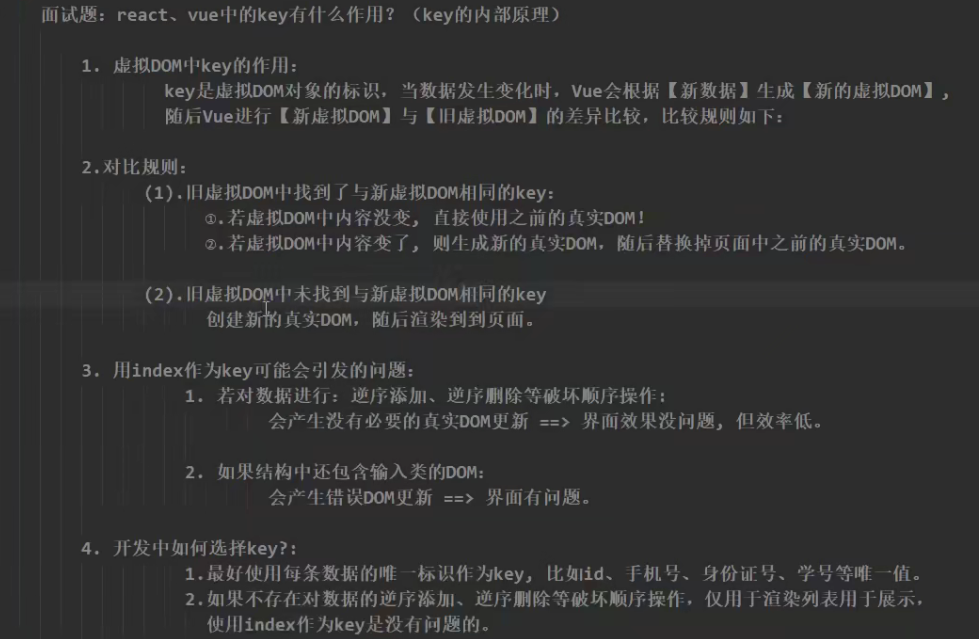 面试题：react、vue中的key有什么作用？（key的内部原理）
1. 虚拟DOM中key的作用：
key是虚拟DOM对象的标识，当数据发生变化时，Vue会根据【新数据】生成【新的虚拟DOM】，
随后Vue进行【新虚拟DOM】与【旧虚拟DOM】的差异比较，比较规则如下：
2.对比规则：
(1).旧虚拟DOM中找到了与新虚拟DOM相同的key：
①.若虚拟DOM中内容没变, 直接使用之前的真实DOM！
②.若虚拟DOM中内容变了, 则生成新的真实DOM，随后替换掉页面中之前的真实DOM。
(2).旧虚拟DOM中未找到与新虚拟DOM相同的key
创建新的真实DOM，随后渲染到到页面。
3. 用index作为key可能会引发的问题：
1. 若对数据进行：逆序添加、逆序删除等破坏顺序操作:
会产生没有必要的真实DOM更新 ==> 界面效果没问题, 但效率低。
2. 如果结构中还包含输入类的DOM：
会产生错误DOM更新 ==> 界面有问题。
4. 开发中如何选择key?:
1.最好使用每条数据的唯一标识作为key, 比如id、手机号、身份证号、学号等唯一值。
2.如果不存在对数据的逆序添加、逆序删除等破坏顺序操作，仅用于渲染列表用于展示，
使用index作为key是没有问题的。